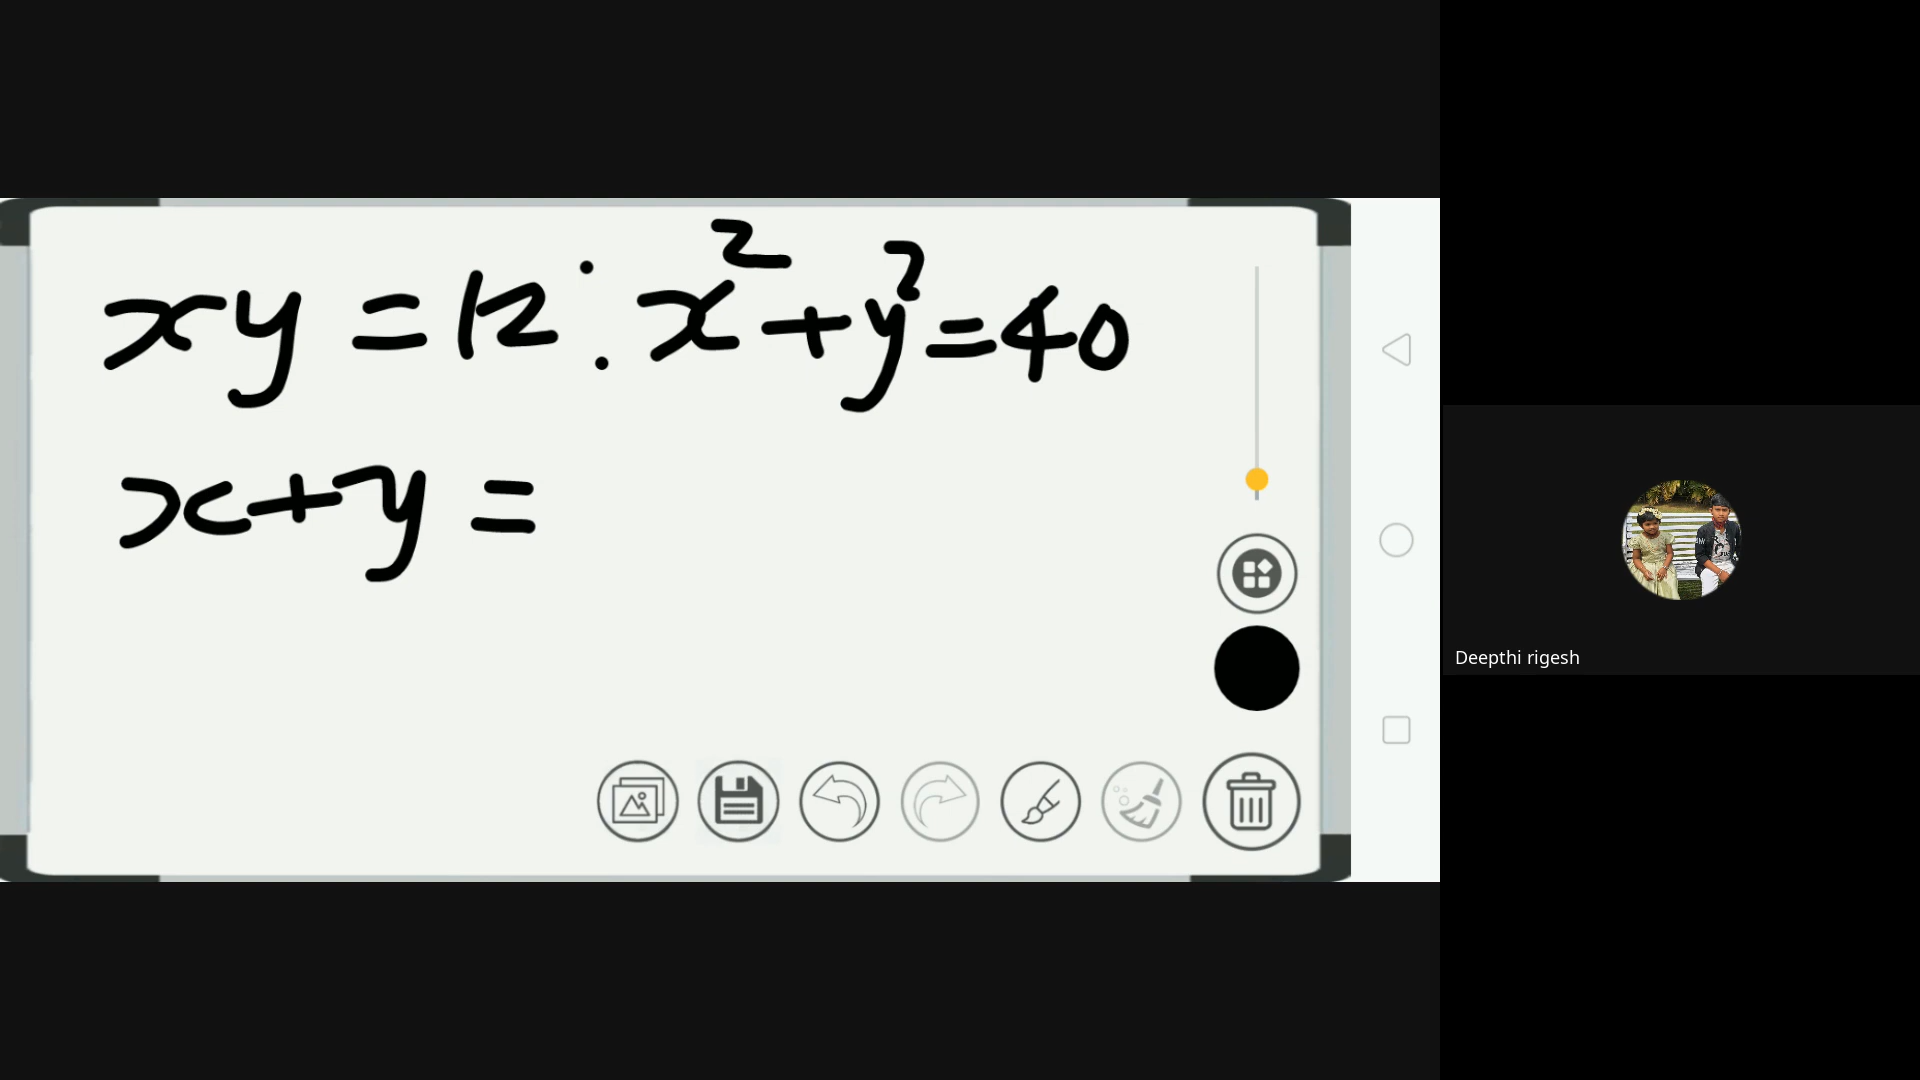 xy = 12 : x² + y² = 40
x + y =
Deepthi rigesh